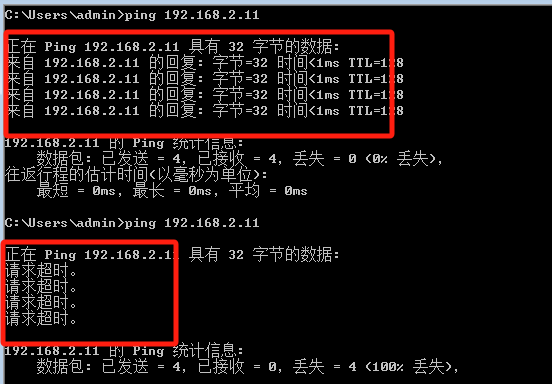 C:\Users\admin>ping 192.168.2.11
正在 Ping 192.168.2.11 具有 32 字节的数据:
来自 192.168.2.11 的回复: 字节=32 时间<1ms TTL=128
来自 192.168.2.11 的回复: 字节=32 时间<1ms TTL=128
来自 192.168.2.11 的回复: 字节=32 时间<1ms TTL=128
来自 192.168.2.11 的回复: 字节=32 时间<1ms TTL=128
192.168.2.11 的 Ping 统计信息:
数据包: 已发送 = 4, 已接收 = 4, 丢失 = 0 (0% 丢失),
往返行程的估计时间(以毫秒为单位):
最短 = 0ms, 最长 = 0ms, 平均 = 0ms
C:\Users\admin>ping 192.168.2.11
正在 Ping 192.168.2.11 具有 32 字节的数据:
请求超时。
请求超时。
请求超时。
请求超时。
192.168.2.11 的 Ping 统计信息:
数据包: 已发送 = 4, 已接收 = 0, 丢失 = 4 (100% 丢失),